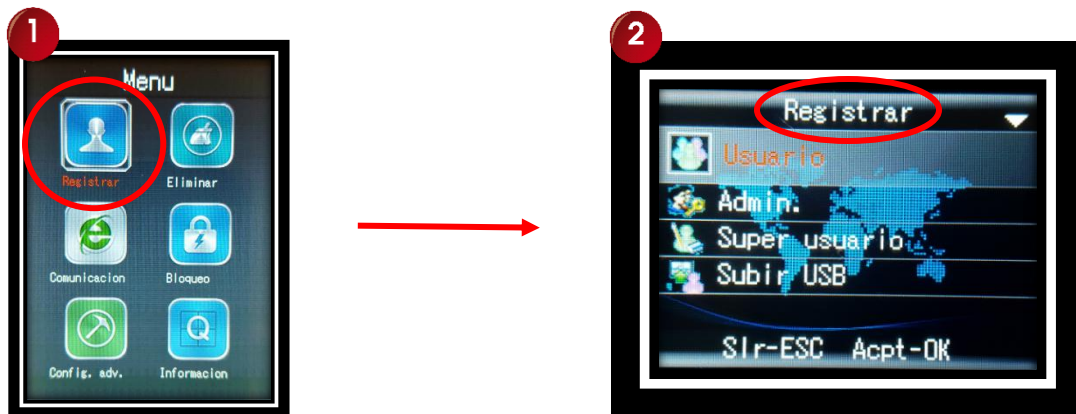 1
Menu
Registrar
Eliminar
Comunicacion
Bloqueo
Config. adv.
Informacion
2
Registrar
Usuario
Admin.
Super usuario
Subir USB
Slr-ESC Acpt-OK